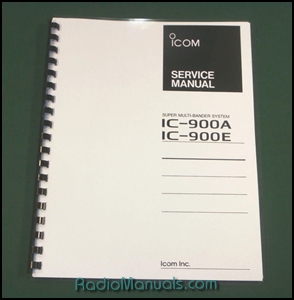 ICOM
SERVICE
MANUAL
SUPER MULTI-BANDER SYSTEM
IC-900A
IC-900E
Icom Inc.
RadioManuals.com